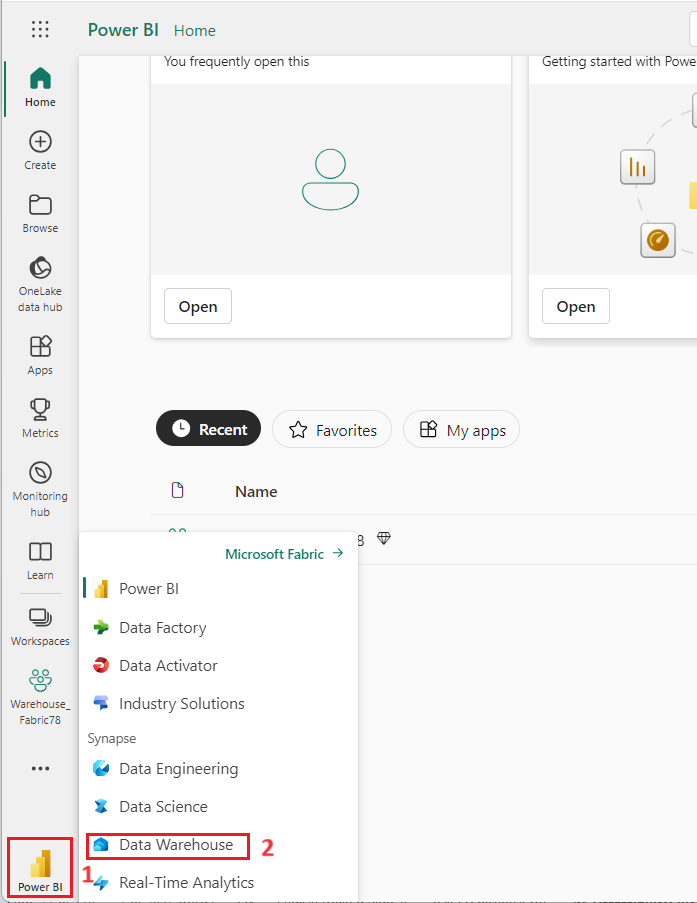 Power BI Home
Home
Create
Browse
OneLake
data hub
Apps
Metrics
Monitoring
hub
Learn
Workspaces
Warehouse_
Fabric78
Power BI
You frequently open this
Open
Getting started with Powe
Open
Recent
Favorites
My apps
Name
8
Microsoft Fabric
Power BI
Data Factory
Data Activator
Industry Solutions
Synapse
Data Engineering
Data Science
Data Warehouse 2
1
Real-Time Analytics